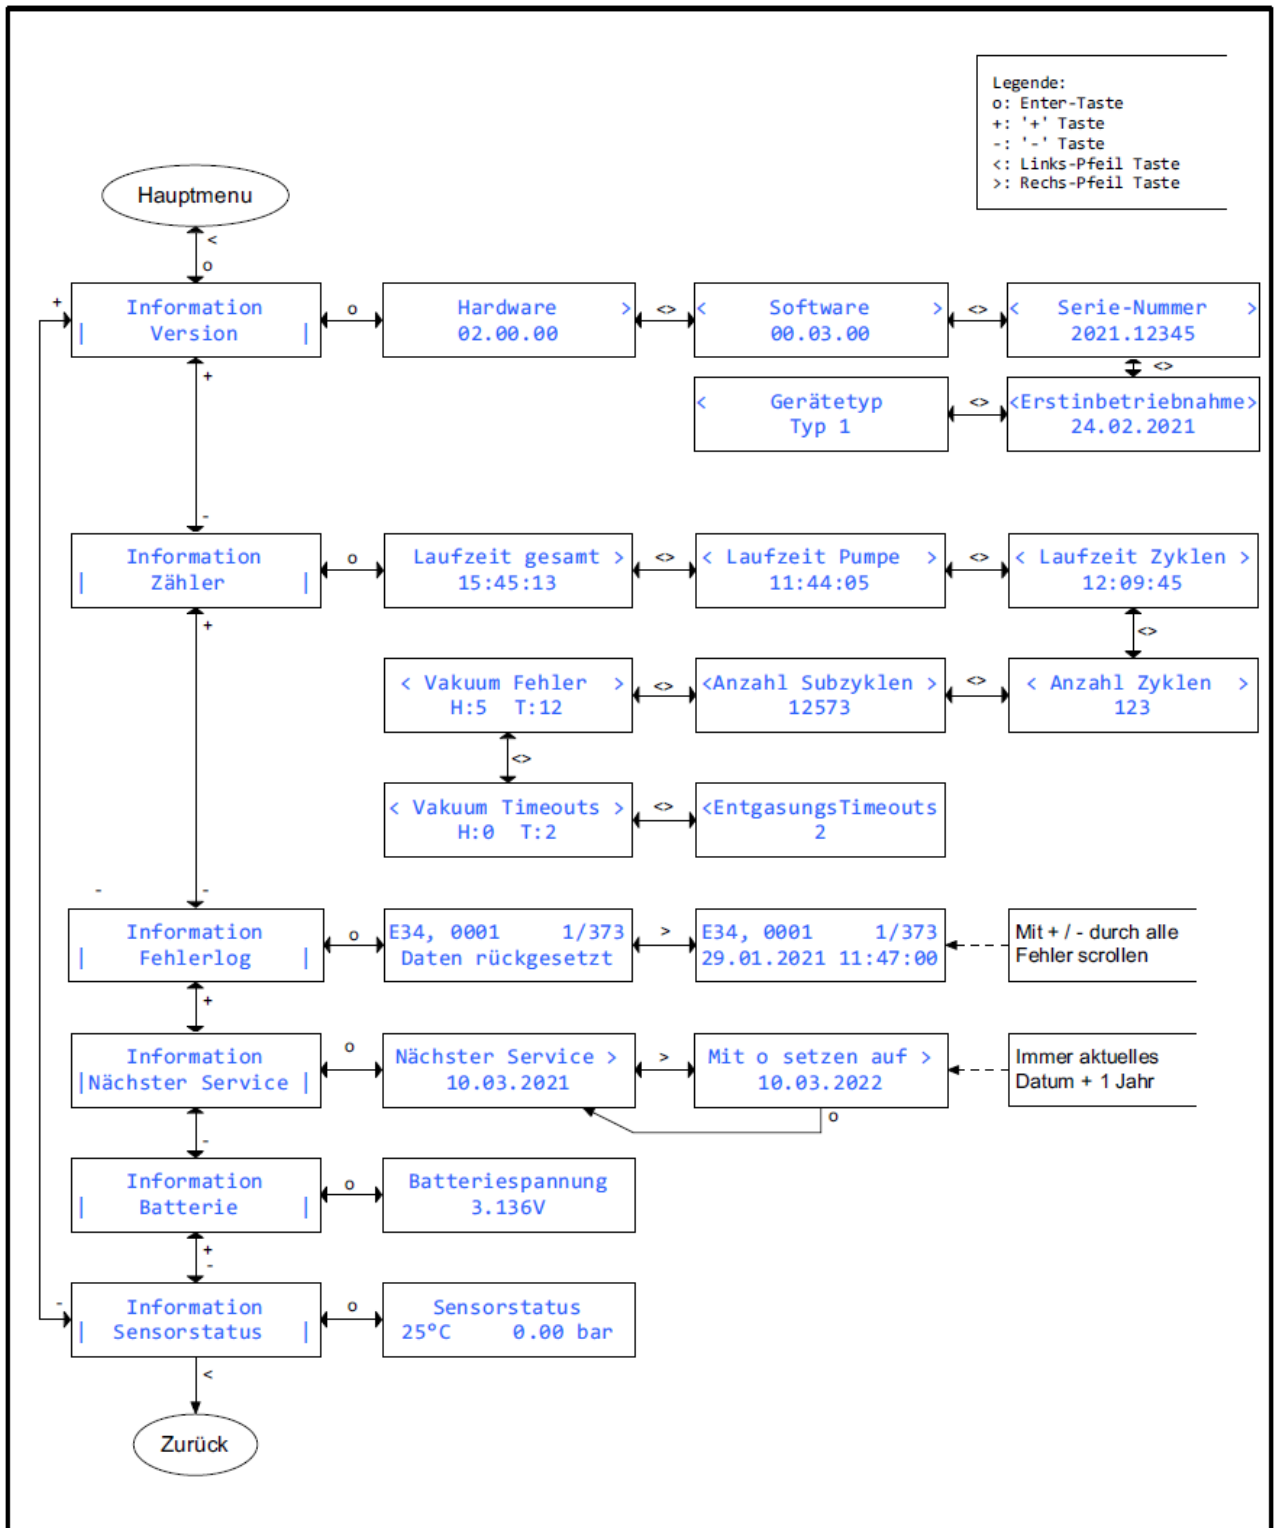 Legende:
o: Enter-Taste
+: '+' Taste
-: '-' Taste
<: Links-Pfeil Taste
>: Rechs-Pfeil Taste
Hauptmenu
<
o
+
Information
| Version |
o
Hardware >
02.00.00
<>
< Software >
00.03.00
<>
< Serie-Nummer >
2021.12345
<>
< Gerätetyp
Typ 1
<>
<Erstinbetriebnahme>
24.02.2021
+
-
Information
| Zähler |
o
Laufzeit gesamt >
15:45:13
<>
< Laufzeit Pumpe >
11:44:05
<>
< Laufzeit Zyklen >
12:09:45
<>
+
< Vakuum Fehler >
H:5 T:12
<>
<Anzahl Subzyklen >
12573
<>
< Anzahl Zyklen >
123
<>
< Vakuum Timeouts >
H:0 T:2
<>
<EntgasungsTimeouts
2
-
-
Information
| Fehlerlog |
o
E34, 0001 1/373
Daten rückgesetzt
>
E34, 0001 1/373
29.01.2021 11:47:00
Mit + / - durch alle
Fehler scrollen
+
Information
|Nächster Service |
o
Nächster Service >
10.03.2021
>
Mit o setzen auf >
10.03.2022
Immer aktuelles
Datum + 1 Jahr
o
-
Information
| Batterie |
o
Batteriespannung
3.136V
+
-
-
Information
| Sensorstatus |
o
Sensorstatus
25°C 0.00 bar
<
Zurück